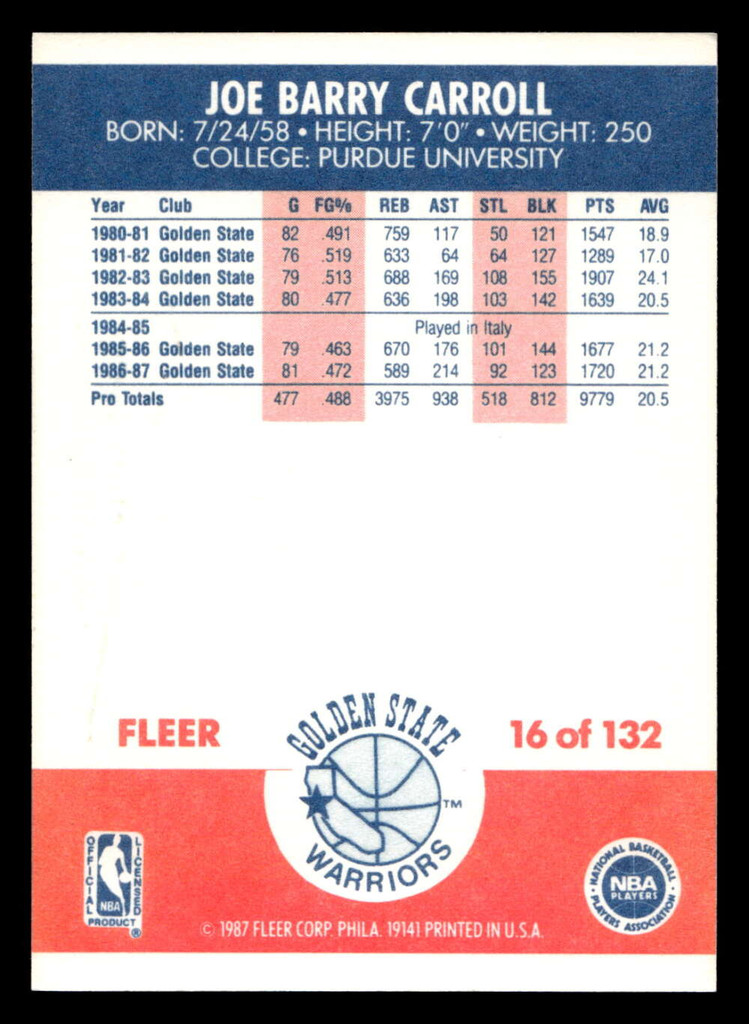 JOE BARRY CARROLL
BORN: 7/24/58 • HEIGHT: 7'0" • WEIGHT: 250
COLLEGE: PURDUE UNIVERSITY
Year Club G FG% REB AST STL BLK PTS AVG
1980-81 Golden State 82 .491 759 117 50 121 1547 18.9
1981-82 Golden State 76 .519 633 64 64 127 1289 17.0
1982-83 Golden State 79 .513 688 169 108 155 1907 24.1
1983-84 Golden State 80 .477 636 198 103 142 1639 20.5
1984-85 Played in Italy
1985-86 Golden State 79 .463 670 176 101 144 1677 21.2
1986-87 Golden State 81 .472 589 214 92 123 1720 21.2
Pro Totals 477 .488 3975 938 518 812 9779 20.5
FLEER
GOLDEN STATE
WARRIORS
TM
16 of 132
OFFICIAL
LICENSED
NBA
PRODUCT ®
NATIONAL BASKETBALL
NBA
PLAYERS
PLAYERS ASSOCIATION
© 1987 FLEER CORP. PHILA. 19141 PRINTED IN U.S.A.